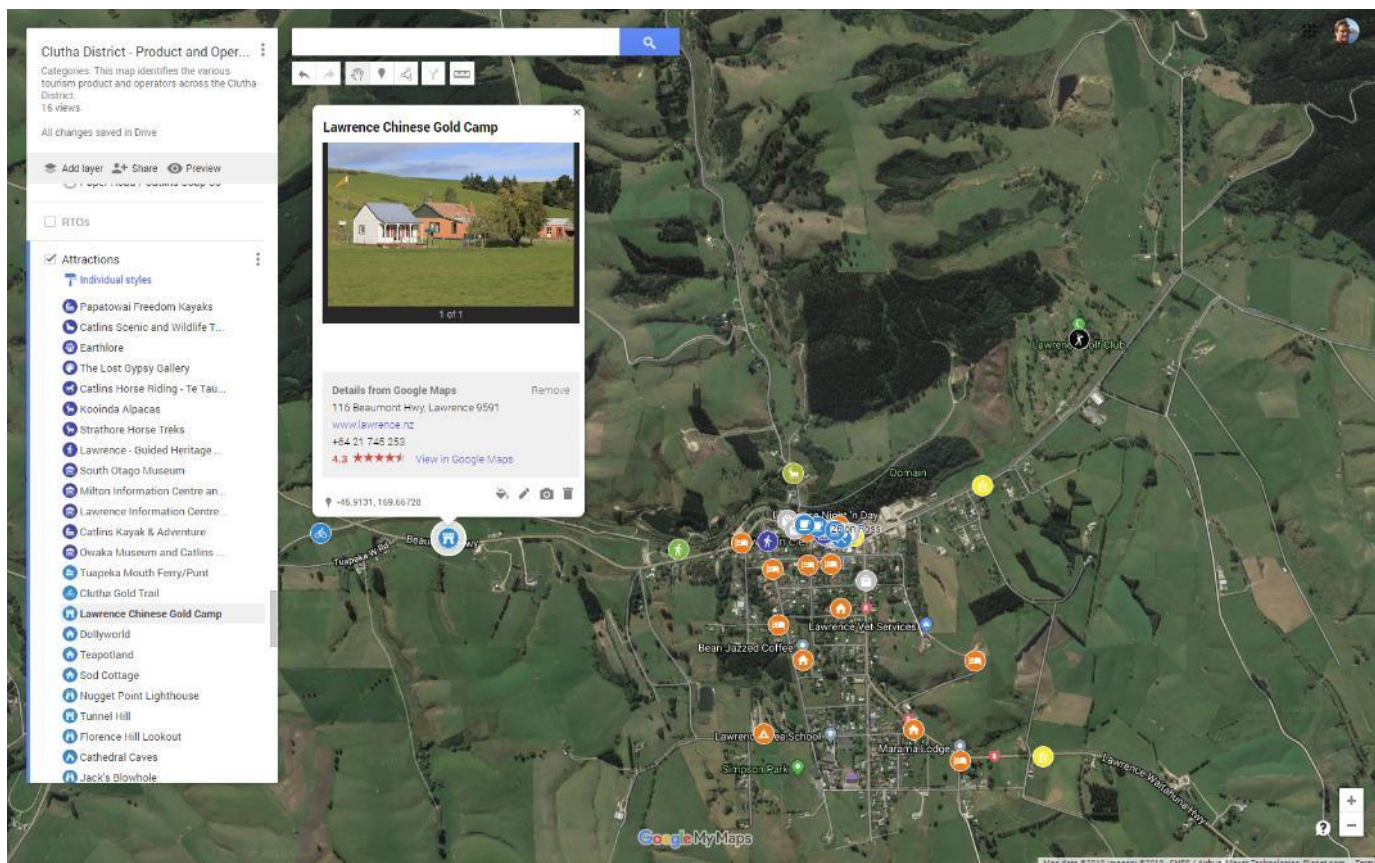 Clutha District - Product and Oper...
Categories. This map identifies the various
tourism product and operators across the Clutha
District.
16 views
All changes saved in Drive
Add layer Share Preview
RTOs
Attractions
Individual styles
Papatowai Freedom Kayaks
Catlins Scenic and Wildlife T...
Earthlore
The Lost Gypsy Gallery
Catlins Horse Riding - Te Tau...
Kooinda Alpacas
Strathore Horse Treks
Lawrence - Guided Heritage ...
South Otago Museum
Milton Information Centre an...
Lawrence Information Centre...
Catlins Kayak & Adventure
Owaka Museum and Catlins ...
Tuapeka Mouth Ferry/Punt
Clutha Gold Trail
Lawrence Chinese Gold Camp
Dollyworld
Teapotland
Sod Cottage
Nugget Point Lighthouse
Tunnel Hill
Florence Hill Lookout
Cathedral Caves
Jack's Blowhole
Lawrence Chinese Gold Camp
1 of 1
Details from Google Maps Remove
116 Beaumont Hwy, Lawrence 9591
www.lawrence.nz
+64 21 745 253
4.3 View in Google Maps
-45.9131, 169.66728
Golf Club
Domain
Night 'n Day
Tuapeka W Rd
Hwy
Lawrence Vet Services
Bean Jazzed Coffee
School
Marama Lodge
Simpson Park
Lawrence-Waitahuna Hwy
Google My Maps